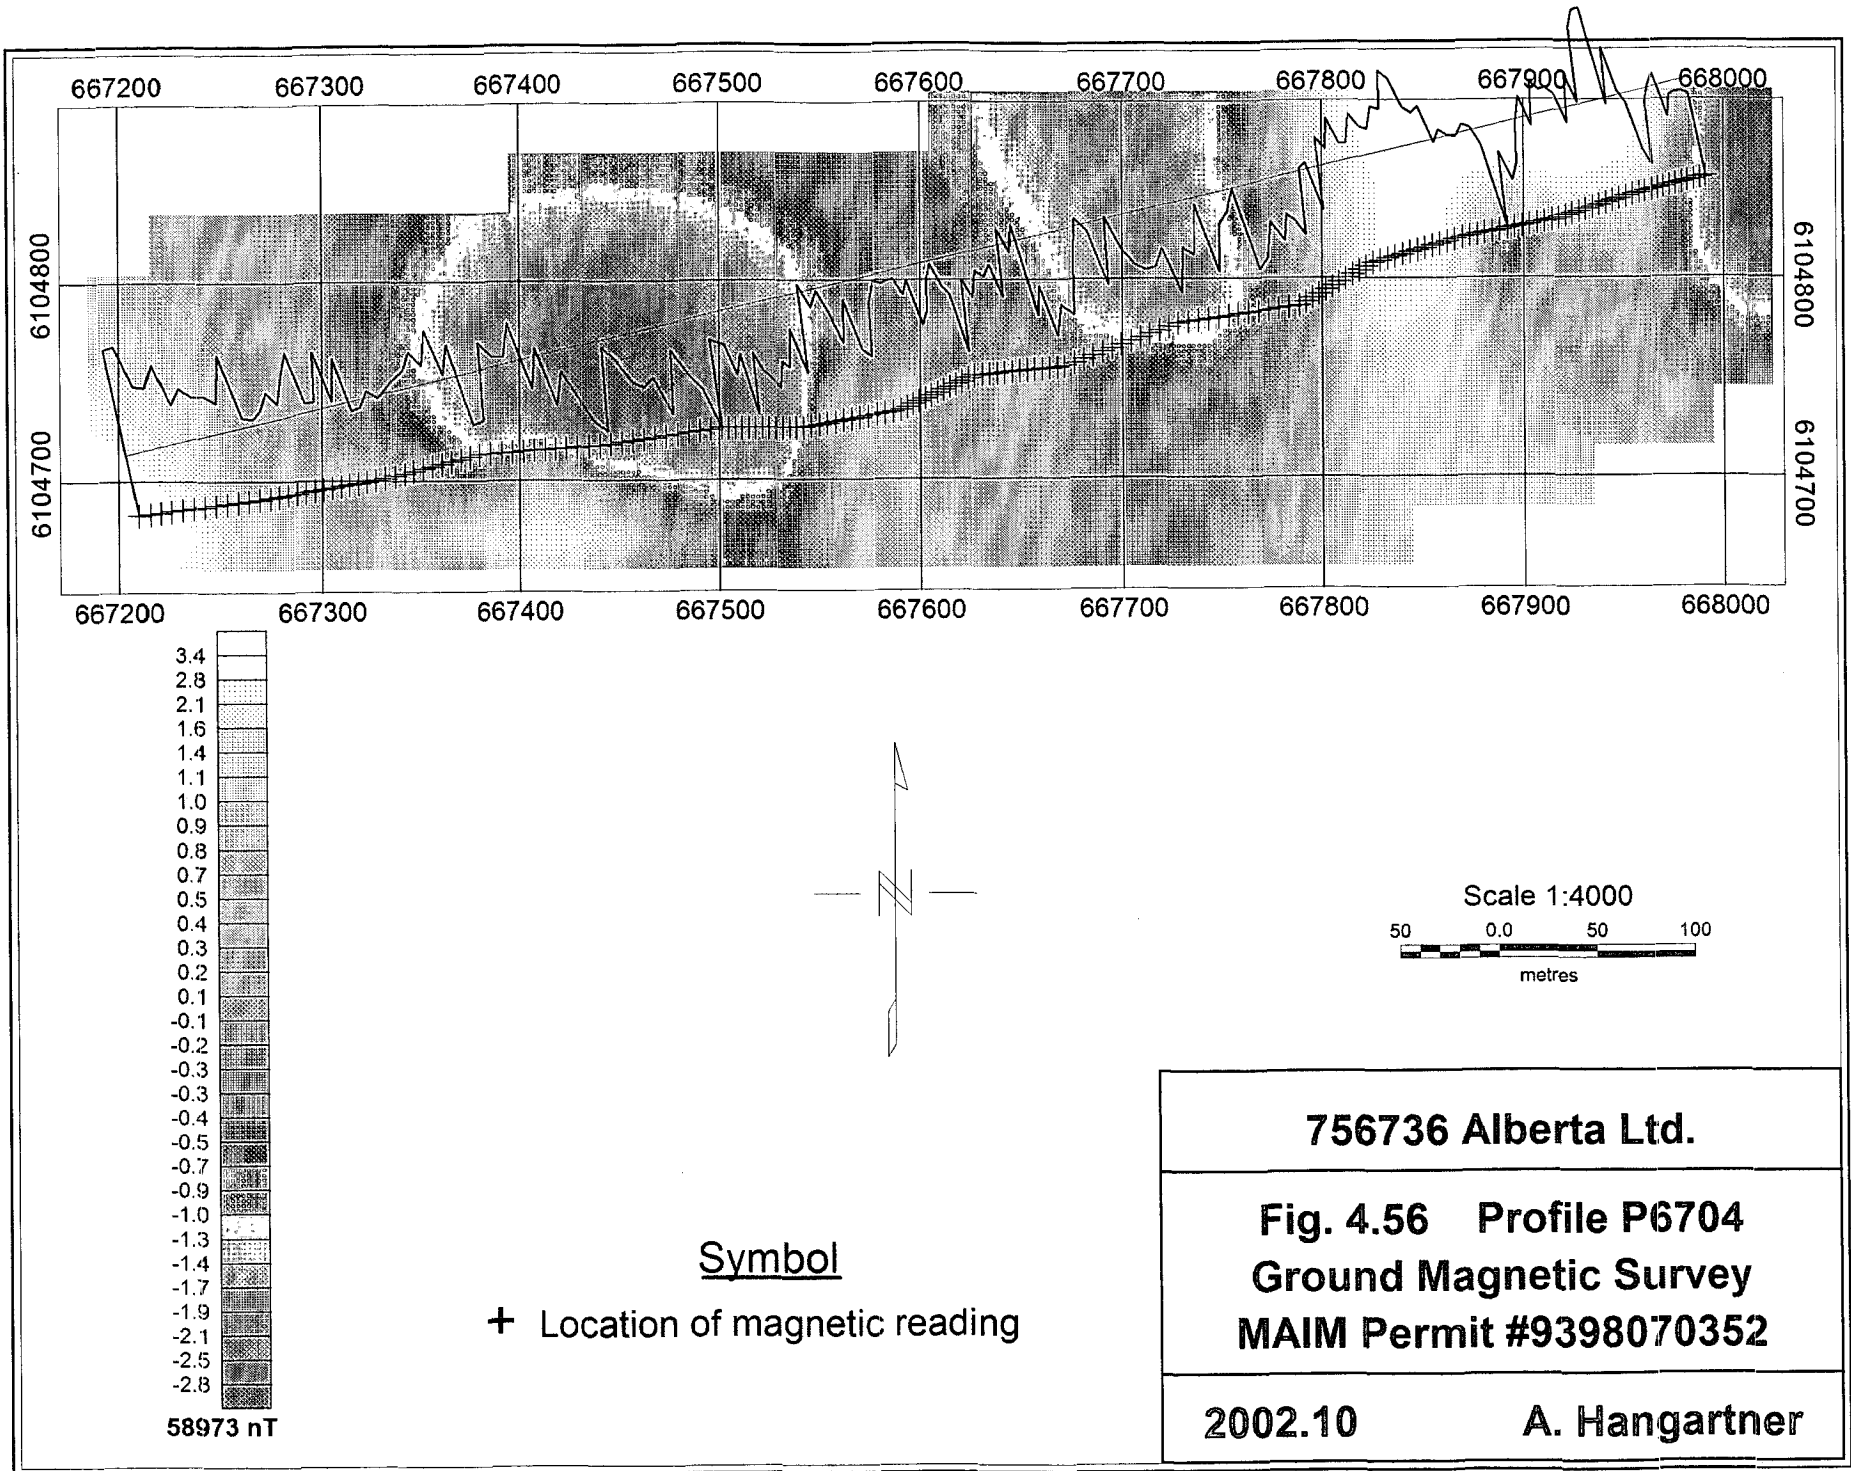 667200 667300 667400 667500 667600 667700 667800 667900 668000
6104800
6104700
6104800
6104700
667200 667300 667400 667500 667600 667700 667800 667900 668000
3.4
2.8
2.1
1.6
1.4
1.1
1.0
0.9
0.8
0.7
0.5
0.4
0.3
0.2
0.1
-0.1
-0.2
-0.3
-0.3
-0.4
-0.5
-0.7
-0.9
-1.0
-1.3
-1.4
-1.7
-1.9
-2.1
-2.5
-2.8
58973 nT
N
Scale 1:4000
50 0.0 50 100
metres
Symbol
+ Location of magnetic reading
756736 Alberta Ltd.
Fig. 4.56 Profile P6704
Ground Magnetic Survey
MAIM Permit #9398070352
2002.10 A. Hangartner